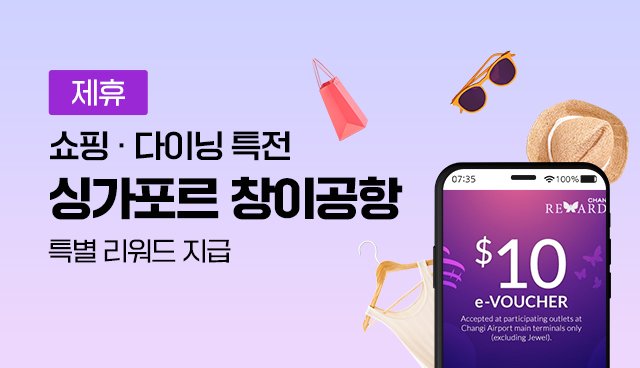 제휴
쇼핑 · 다이닝 특전
싱가포르 창이공항
특별 리워드 지급
07:35
100%
$10
e-VOUCHER
Accepted at participating outlets at
Changi Airport main terminals only
(excluding Jewel).